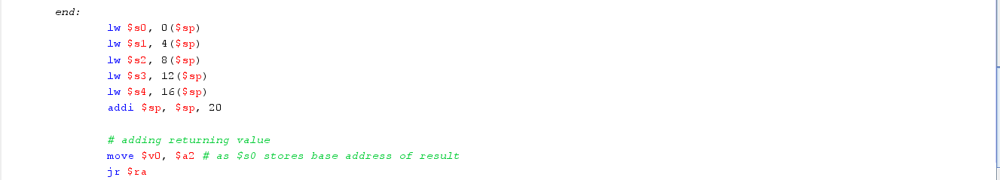 end:
lw $s0, 0($sp)
lw $s1, 4($sp)
lw $s2, 8($sp)
lw $s3, 12($sp)
lw $s4, 16($sp)
addi $sp, $sp, 20
# adding returning value
move $v0, $a2 # as $s0 stores base address of result
jr $ra